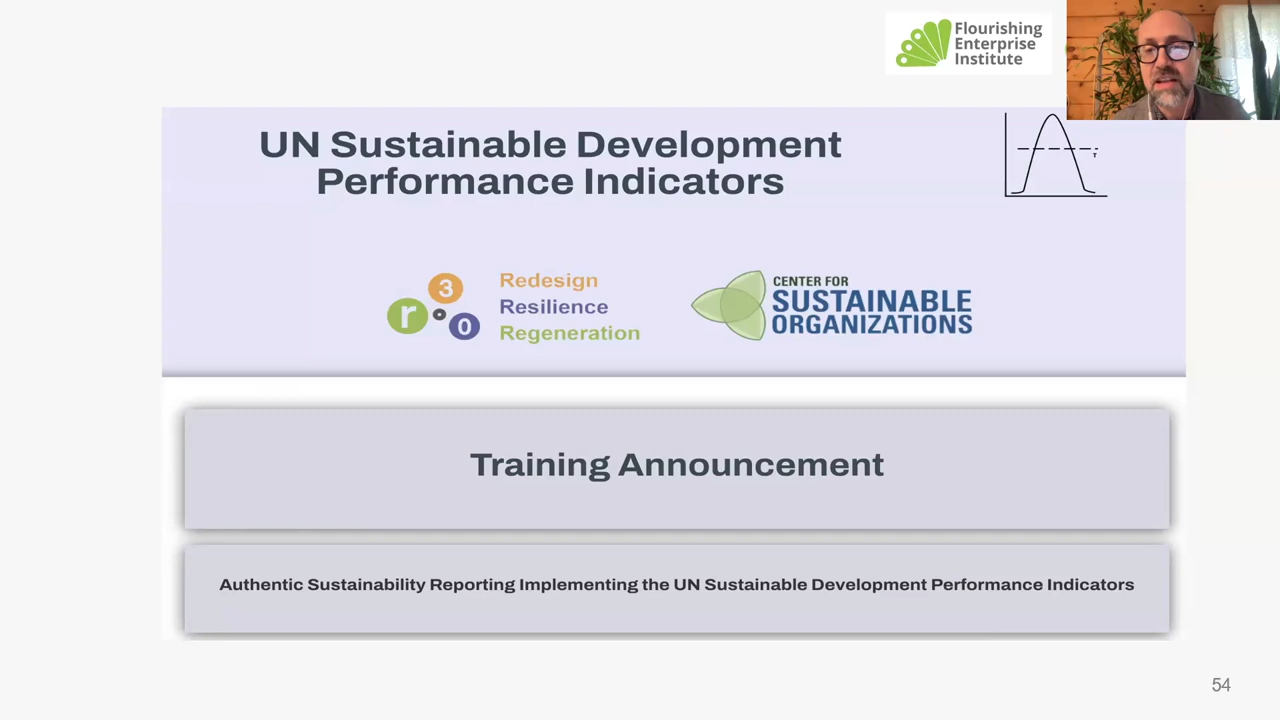 Flourishing
Enterprise
Institute
UN Sustainable Development
Performance Indicators
T
r3.0
Redesign
Resilience
Regeneration
CENTER FOR
SUSTAINABLE
ORGANIZATIONS
Training Announcement
Authentic Sustainability Reporting Implementing the UN Sustainable Development Performance Indicators
54